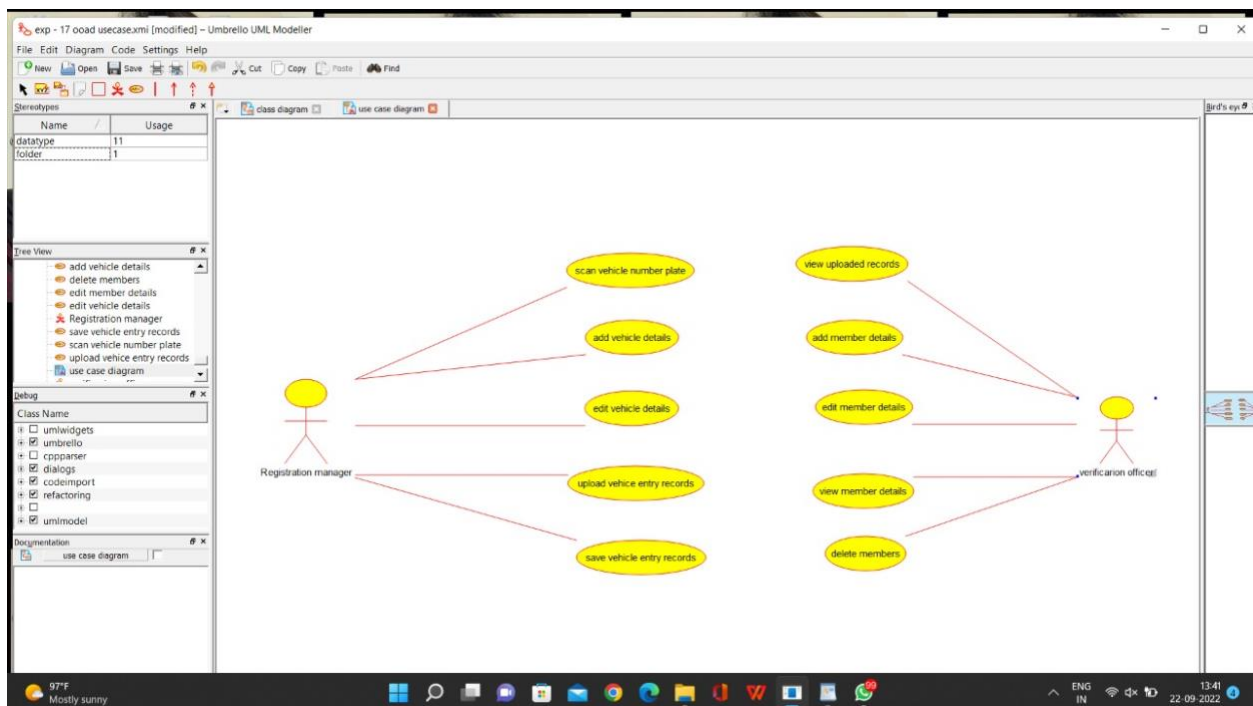 exp - 17 ooad usecase.xmi [modified] – Umbrello UML Modeller
File Edit Diagram Code Settings Help
New Open Save Cut Copy Paste Find
Stereotypes
class diagram use case diagram
Bird's eye
Name Usage
datatype 11
folder 1
Tree View
add vehicle details
delete members
edit member details
edit vehicle details
Registration manager
save vehicle entry records
scan vehicle number plate
upload vehice entry records
use case diagram
Debug
Class Name
umlwidgets
umbrello
cppparser
dialogs
codeimport
refactoring
umlmodel
Documentation
use case diagram
scan vehicle number plate
add vehicle details
edit vehicle details
upload vehice entry records
save vehicle entry records
Registration manager
view uploaded records
add member details
edit member details
view member details
delete members
verificarion officer
97°F
Mostly sunny
99
ENG
IN
13:41
22-09-2022
4